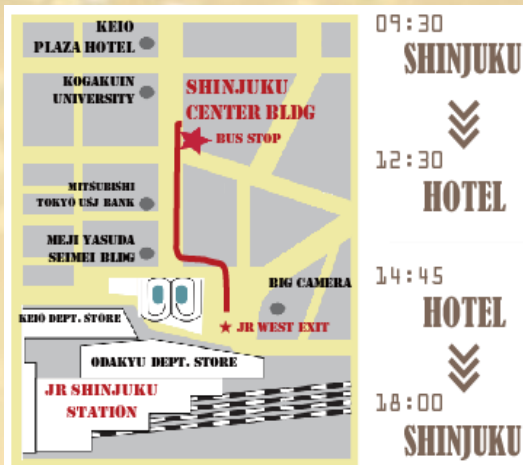 KEIO
PLAZA HOTEL
KOGAKUIN
UNIVERSITY
SHINJUKU
CENTER BLDG
BUS STOP
MITSUBISHI
TOKYO USJ BANK
MEJI YASUDA
SEIMEI BLDG
BIG CAMERA
KEIO DEPT. STORE
JR WEST EXIT
ODAKYU DEPT. STORE
JR SHINJUKU
STATION
09:30
SHINJUKU
12:30
HOTEL
14:45
HOTEL
18:00
SHINJUKU